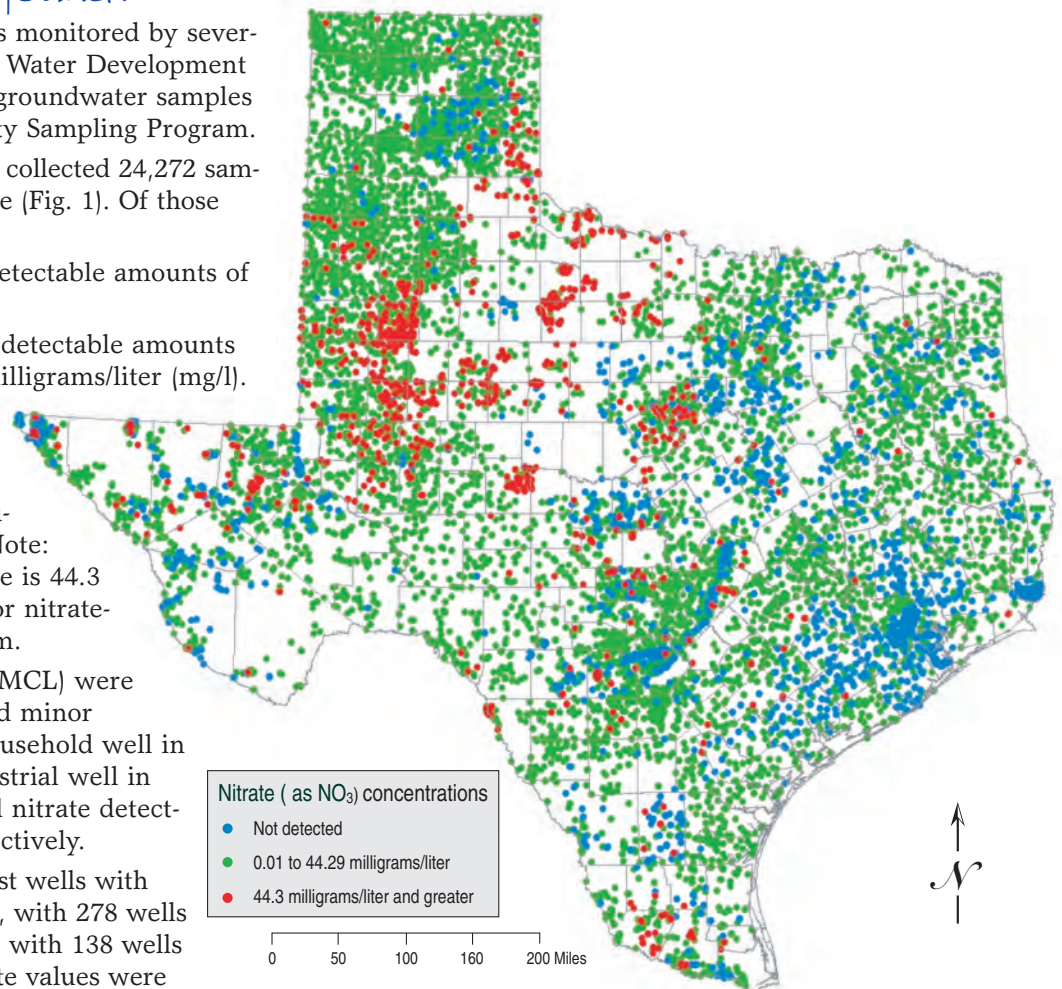 s monitored by sever-
Water Development
groundwater samples
ty Sampling Program.
collected 24,272 sam-
e (Fig. 1). Of those
detectable amounts of
detectable amounts
milligrams/liter (mg/l).
n-
Note:
e is 44.3
or nitrate-
m.
(MCL) were
d minor
ousehold well in
strial well in
d nitrate detect-
ctively.
st wells with
, with 278 wells
with 138 wells
te values were
Nitrate ( as NO3) concentrations
Not detected
0.01 to 44.29 milligrams/liter
44.3 milligrams/liter and greater
0 50 100 160 200 Miles
N